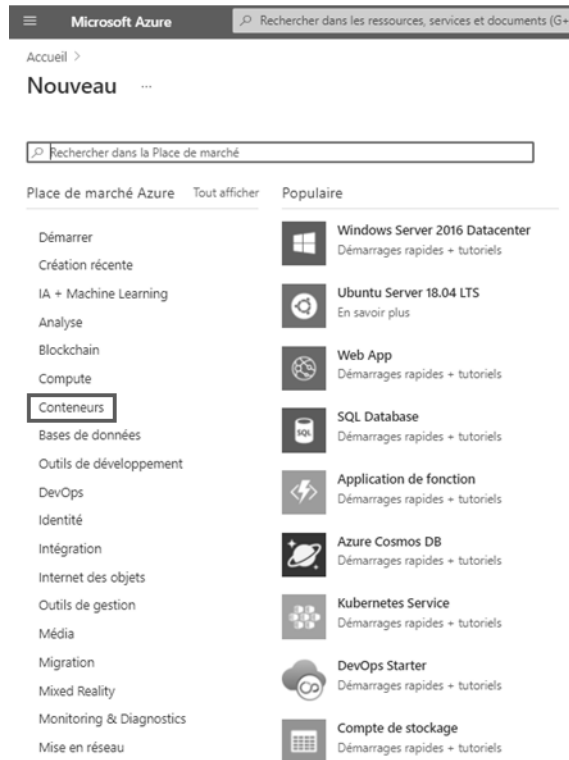 Microsoft Azure
Rechercher dans les ressources, services et documents (G+
Accueil >
Nouveau ...
Rechercher dans la Place de marché
Place de marché Azure Tout afficher
Démarrer
Création récente
IA + Machine Learning
Analyse
Blockchain
Compute
Conteneurs
Bases de données
Outils de développement
DevOps
Identité
Intégration
Internet des objets
Outils de gestion
Média
Migration
Mixed Reality
Monitoring & Diagnostics
Mise en réseau
Populaire
Windows Server 2016 Datacenter
Démarrages rapides + tutoriels
Ubuntu Server 18.04 LTS
En savoir plus
Web App
Démarrages rapides + tutoriels
SQL
SQL Database
Démarrages rapides + tutoriels
Application de fonction
Démarrages rapides + tutoriels
Azure Cosmos DB
Démarrages rapides + tutoriels
Kubernetes Service
Démarrages rapides + tutoriels
DevOps Starter
Démarrages rapides + tutoriels
Compte de stockage
Démarrages rapides + tutoriels